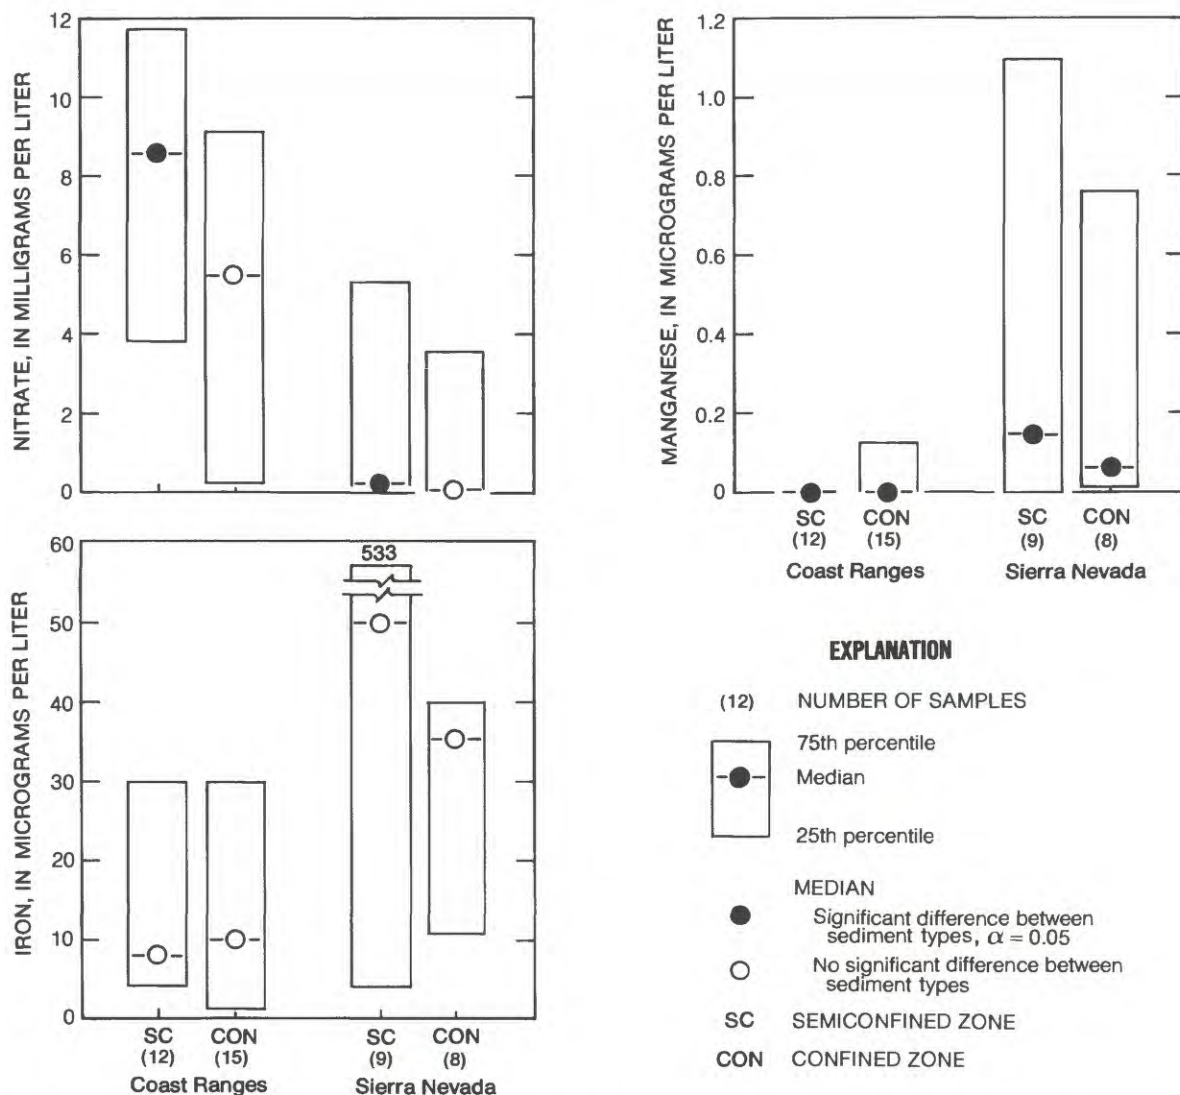 NITRATE, IN MILLIGRAMS PER LITER
12
10
8
6
4
2
0
MANGANESE, IN MICROGRAMS PER LITER
1.2
1.0
0.8
0.6
0.4
0.2
0
SC CON SC CON
(12) (15) (9) (8)
Coast Ranges Sierra Nevada
IRON, IN MICROGRAMS PER LITER
60
50
40
30
20
10
0
533
SC CON SC CON
(12) (15) (9) (8)
Coast Ranges Sierra Nevada
EXPLANATION
(12) NUMBER OF SAMPLES
75th percentile
Median
25th percentile
MEDIAN
Significant difference between
sediment types, α = 0.05
No significant difference between
sediment types
SC SEMICONFINED ZONE
CON CONFINED ZONE